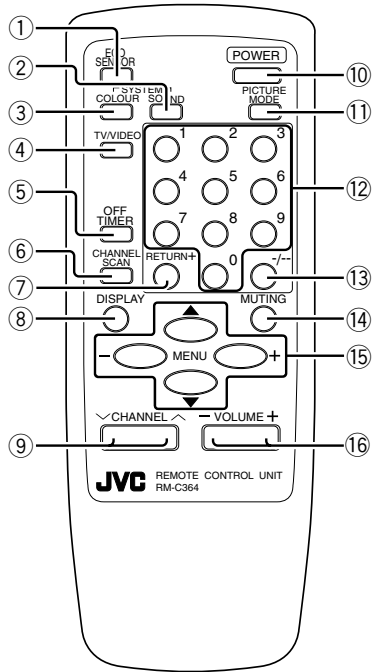 ①
ECO
SENSOR
POWER
⑩
②
SYSTEM
PICTURE
MODE
⑪
③
COLOUR
SOUND
④
TV/VIDEO
1
2
3
4
5
6
⑫
⑤
OFF
TIMER
7
8
9
⑥
CHANNEL
SCAN
RETURN+
0
-/--
⑬
⑦
⑧
DISPLAY
MUTING
⑭
- MENU +
⑮
CHANNEL
- VOLUME +
⑨
⑯
JVC
REMOTE CONTROL UNIT
RM-C364